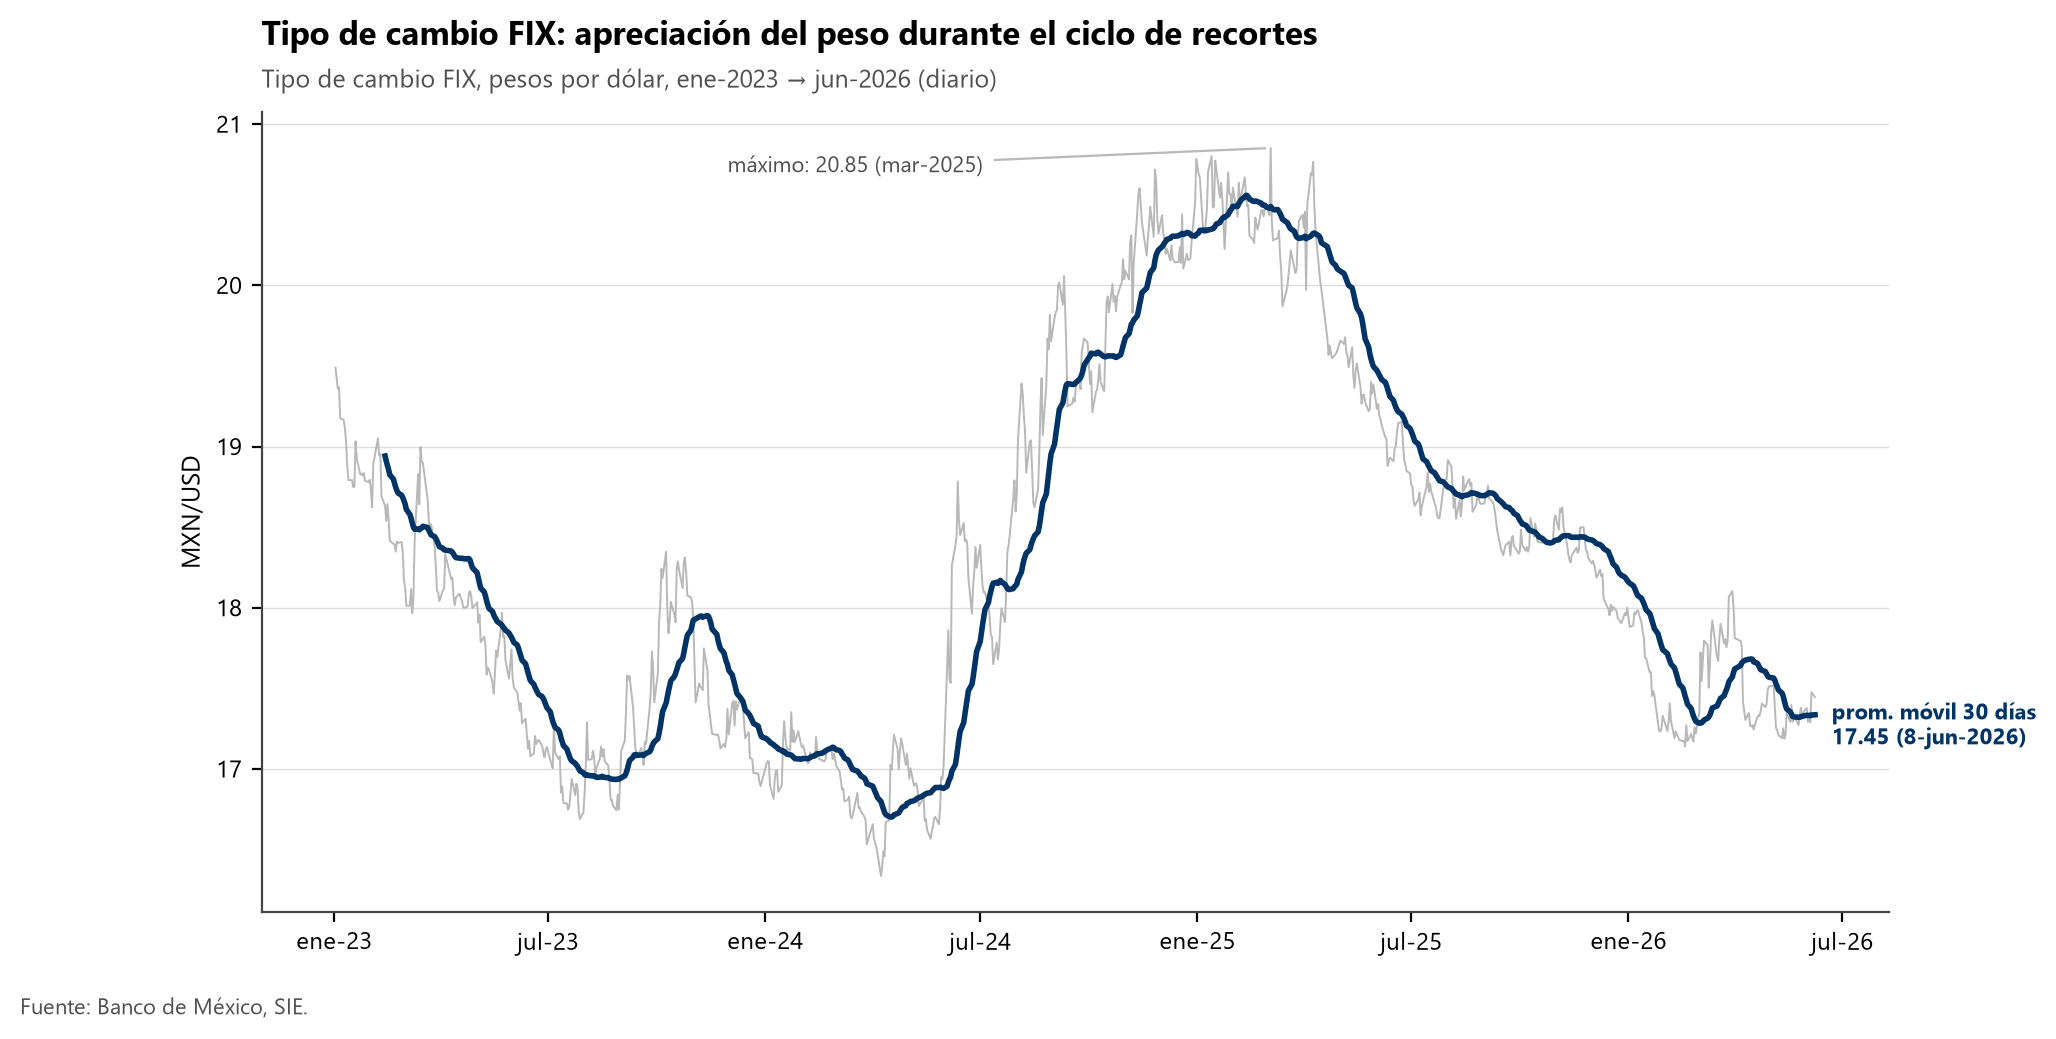 Tipo de cambio FIX: apreciación del peso durante el ciclo de recortes
Tipo de cambio FIX, pesos por dólar, ene-2023 → jun-2026 (diario)
21
20
19
18
17
MXN/USD
máximo: 20.85 (mar-2025)
prom. móvil 30 días
17.45 (8-jun-2026)
ene-23
jul-23
ene-24
jul-24
ene-25
jul-25
ene-26
jul-26
Fuente: Banco de México, SIE.